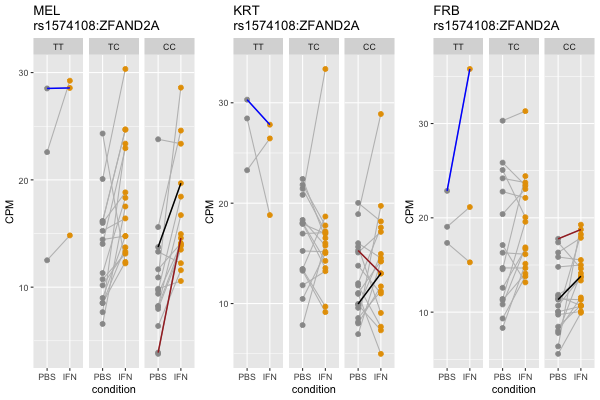 MEL
rs1574108:ZFAND2A
TT TC CC
CPM
30
20
10
PBS IFN PBS IFN PBS IFN
condition
KRT
rs1574108:ZFAND2A
TT TC CC
CPM
30
20
10
PBS IFN PBS IFN PBS IFN
condition
FRB
rs1574108:ZFAND2A
TT TC CC
CPM
30
20
10
PBS IFN PBS IFN PBS IFN
condition